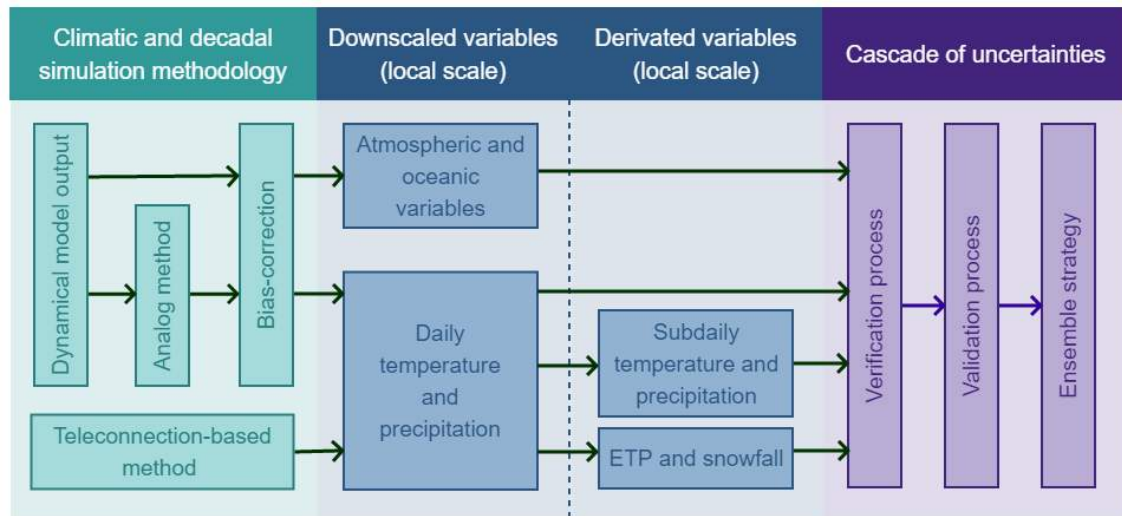 Climatic and decadal
simulation methodology
Downscaled variables
(local scale)
Derivated variables
(local scale)
Cascade of uncertainties
Dynamical model output
Analog method
Bias-correction
Teleconnection-based
method
Atmospheric and
oceanic
variables
Daily
temperature
and
precipitation
Subdaily
temperature and
precipitation
ETP and snowfall
Verification process
Validation process
Ensemble strategy